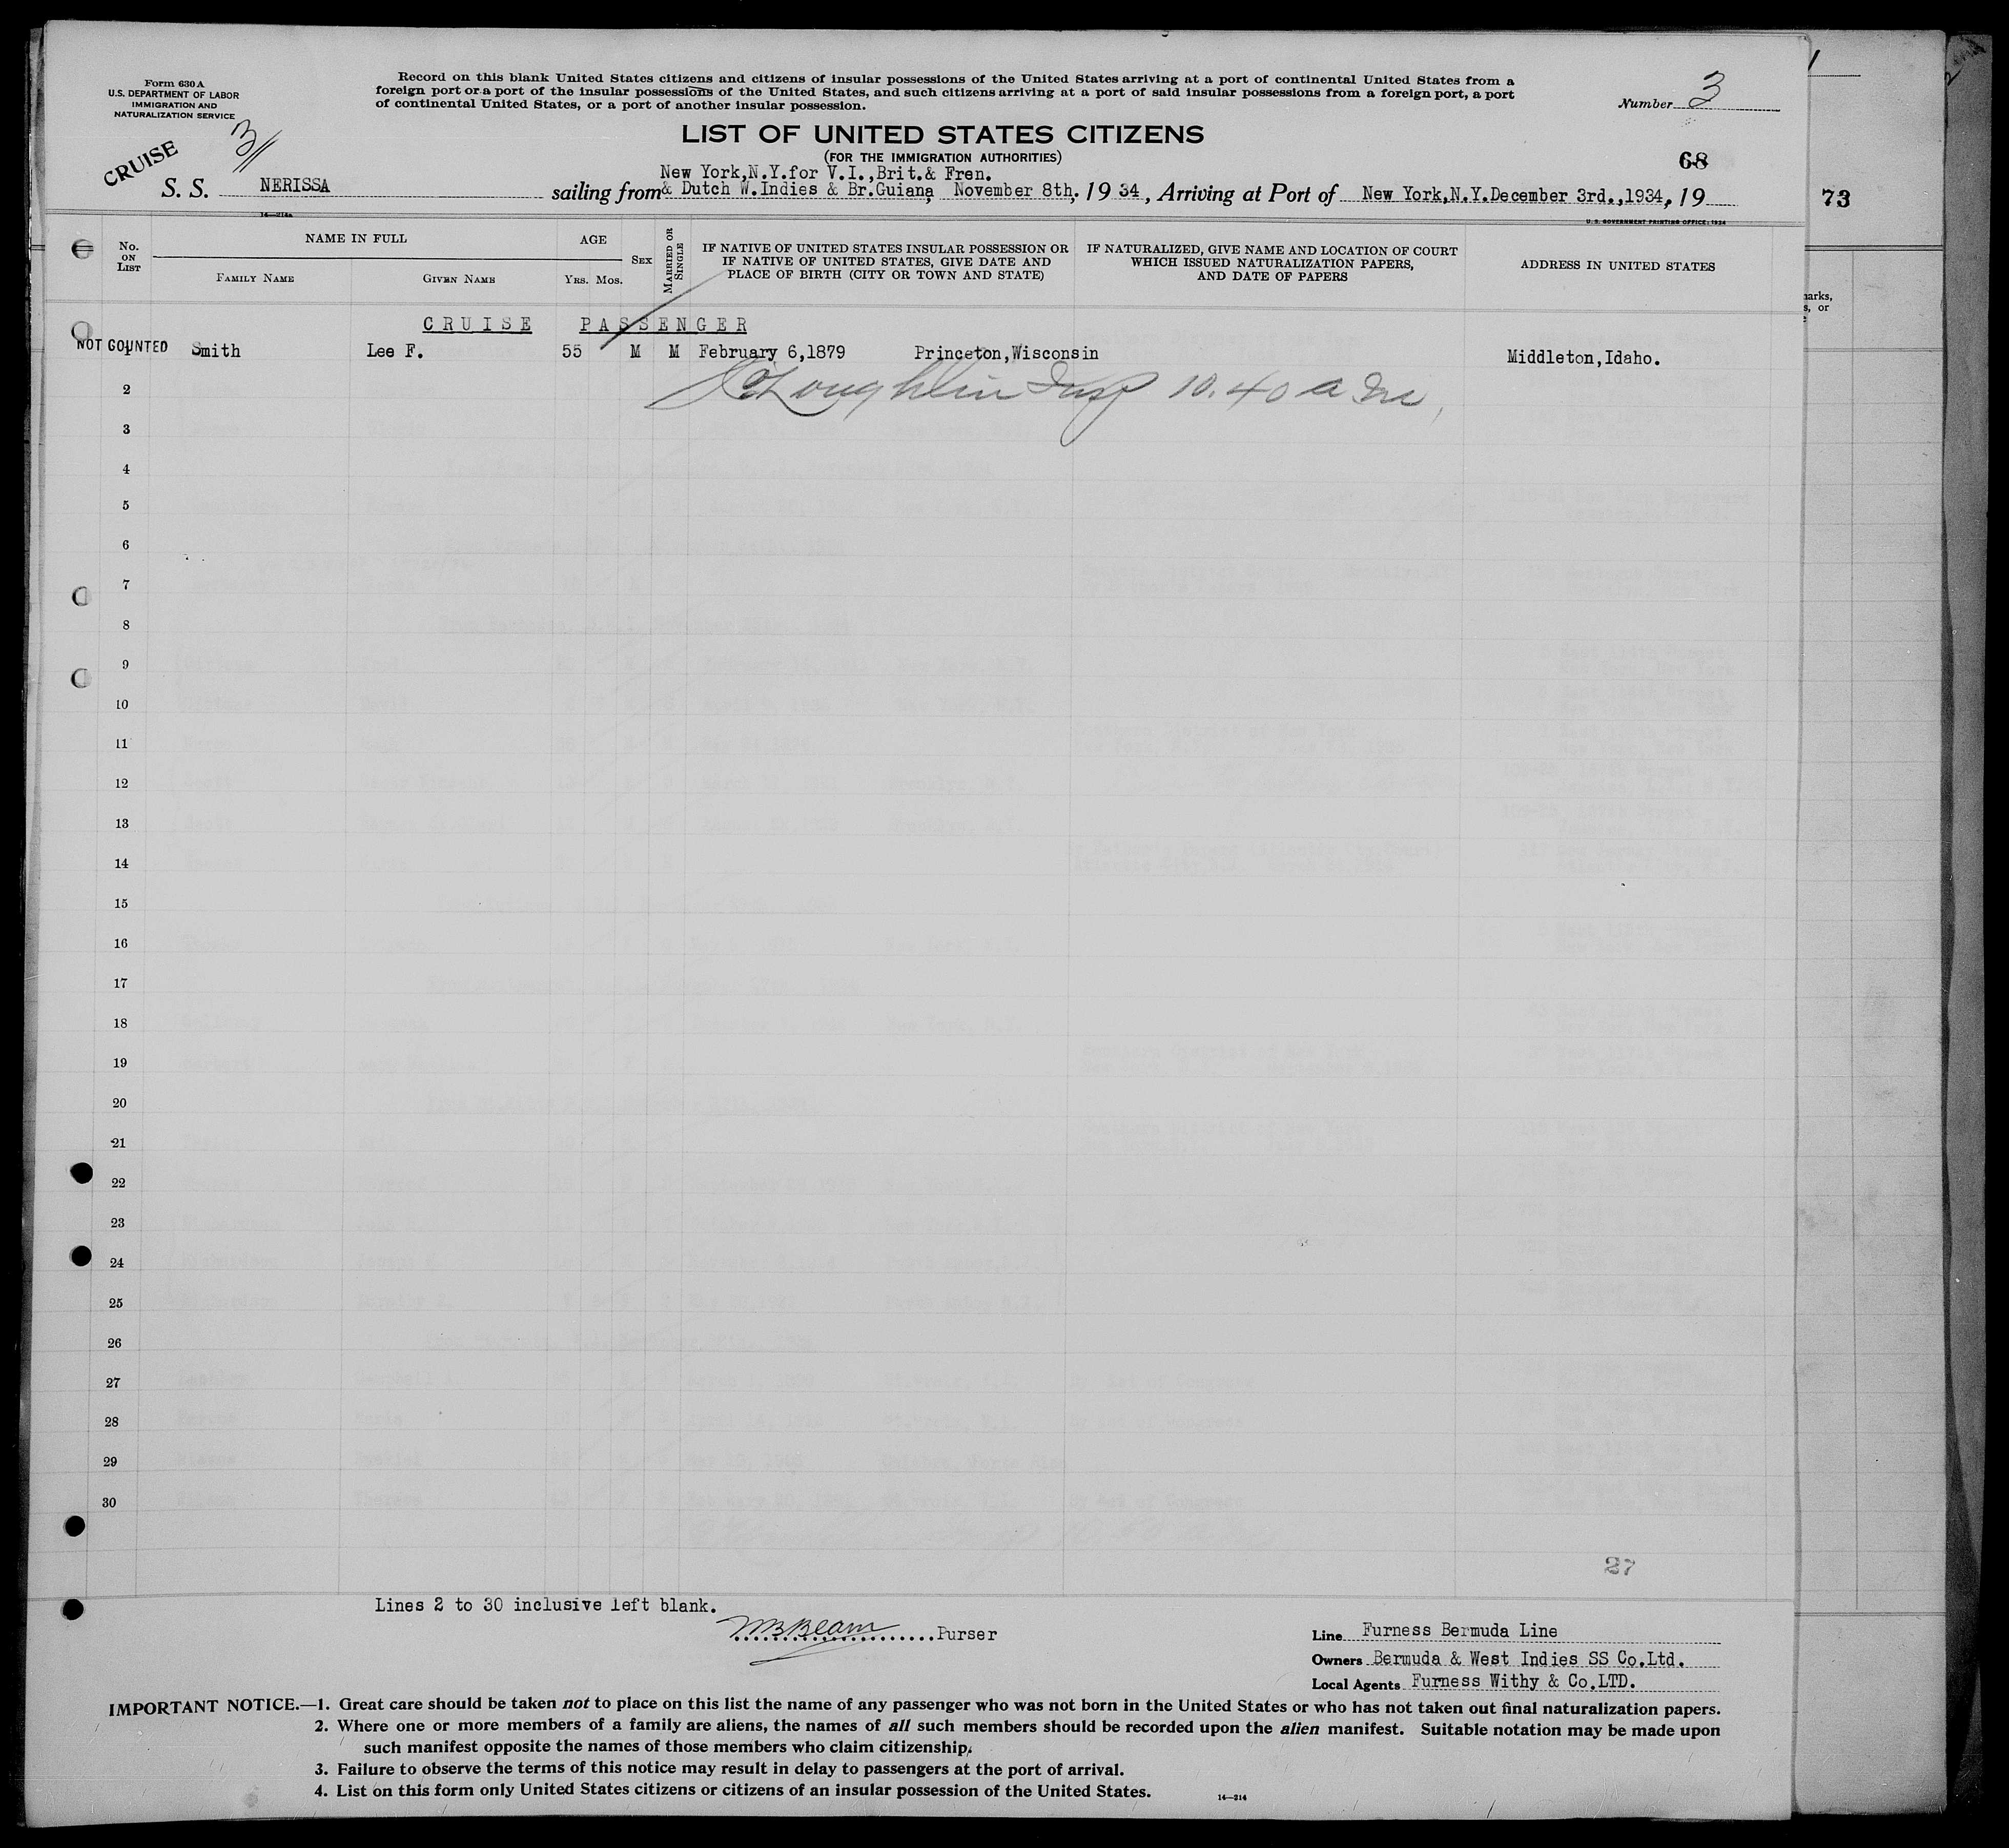 Form 630 A
U.S. DEPARTMENT OF LABOR
IMMIGRATION AND
NATURALIZATION SERVICE
Record on this blank United States citizens and citizens of insular possessions of the United States arriving at a port of continental United States from a
foreign port or a port of the insular possessions of the United States, and such citizens arriving at a port of said insular possessions from a foreign port, a port
of continental United States, or a port of another insular possession.
Number 3
LIST OF UNITED STATES CITIZENS
(FOR THE IMMIGRATION AUTHORITIES)
CRUISE 3/
68
73
New York,N.Y.for V.I.,Brit.& Fren.
S. S. NERISSA sailing from & Dutch W.Indies & Br.Guiana, November 8th, 19 34, Arriving at Port of New York,N.Y.December 3rd.,1934, 19
14—214a
U. S. GOVERNMENT PRINTING OFFICE: 1934
No. ON LIST
NAME IN FULL
FAMILY NAME
GIVEN NAME
AGE
YRS. MOS.
SEX
MARRIED OR SINGLE
IF NATIVE OF UNITED STATES INSULAR POSSESSION OR
IF NATIVE OF UNITED STATES, GIVE DATE AND
PLACE OF BIRTH (CITY OR TOWN AND STATE)
IF NATURALIZED, GIVE NAME AND LOCATION OF COURT
WHICH ISSUED NATURALIZATION PAPERS,
AND DATE OF PAPERS
ADDRESS IN UNITED STATES
CRUISE PASSENGER
NOT COUNTED Smith Lee F. 55 M M February 6,1879 Princeton,Wisconsin Middleton,Idaho.
2
Loughlin Insp 10.40 a m,
3
4
5
6
7
8
9
10
11
12
13
14
15
16
17
18
19
20
21
22
23
24
25
26
27
28
29
30
27
Lines 2 to 30 inclusive left blank.
Purser
Line Furness Bermuda Line
Owners Bermuda & West Indies SS Co.Ltd.
Local Agents Furness Withy & Co.LTD.
IMPORTANT NOTICE.—1. Great care should be taken not to place on this list the name of any passenger who was not born in the United States or who has not taken out final naturalization papers.
2. Where one or more members of a family are aliens, the names of all such members should be recorded upon the alien manifest. Suitable notation may be made upon
such manifest opposite the names of those members who claim citizenship.
3. Failure to observe the terms of this notice may result in delay to passengers at the port of arrival.
4. List on this form only United States citizens or citizens of an insular possession of the United States.
14—214